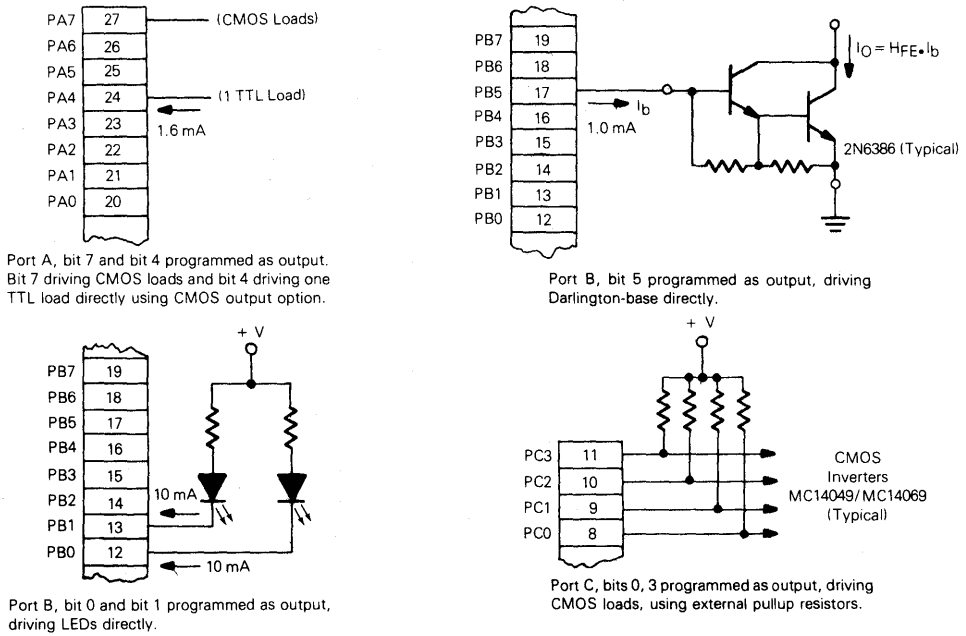 PA7 27 (CMOS Loads)
PA6 26
PA5 25
PA4 24 (1 TTL Load)
PA3 23 1.6 mA
PA2 22
PA1 21
PA0 20
Port A, bit 7 and bit 4 programmed as output.
Bit 7 driving CMOS loads and bit 4 driving one
TTL load directly using CMOS output option.
PB7 19
PB6 18
PB5 17
PB4 16
PB3 15
PB2 14
PB1 13
PB0 12
Ib
1.0 mA
IO = HFE•Ib
2N6386 (Typical)
Port B, bit 5 programmed as output, driving
Darlington-base directly.
+ V
PB7 19
PB6 18
PB5 17
PB4 16
PB3 15
PB2 14 10 mA
PB1 13
PB0 12
10 mA
Port B, bit 0 and bit 1 programmed as output,
driving LEDs directly.
+ V
PC3 11
PC2 10
PC1 9
PC0 8
CMOS
Inverters
MC14049/MC14069
(Typical)
Port C, bits 0, 3 programmed as output, driving
CMOS loads, using external pullup resistors.